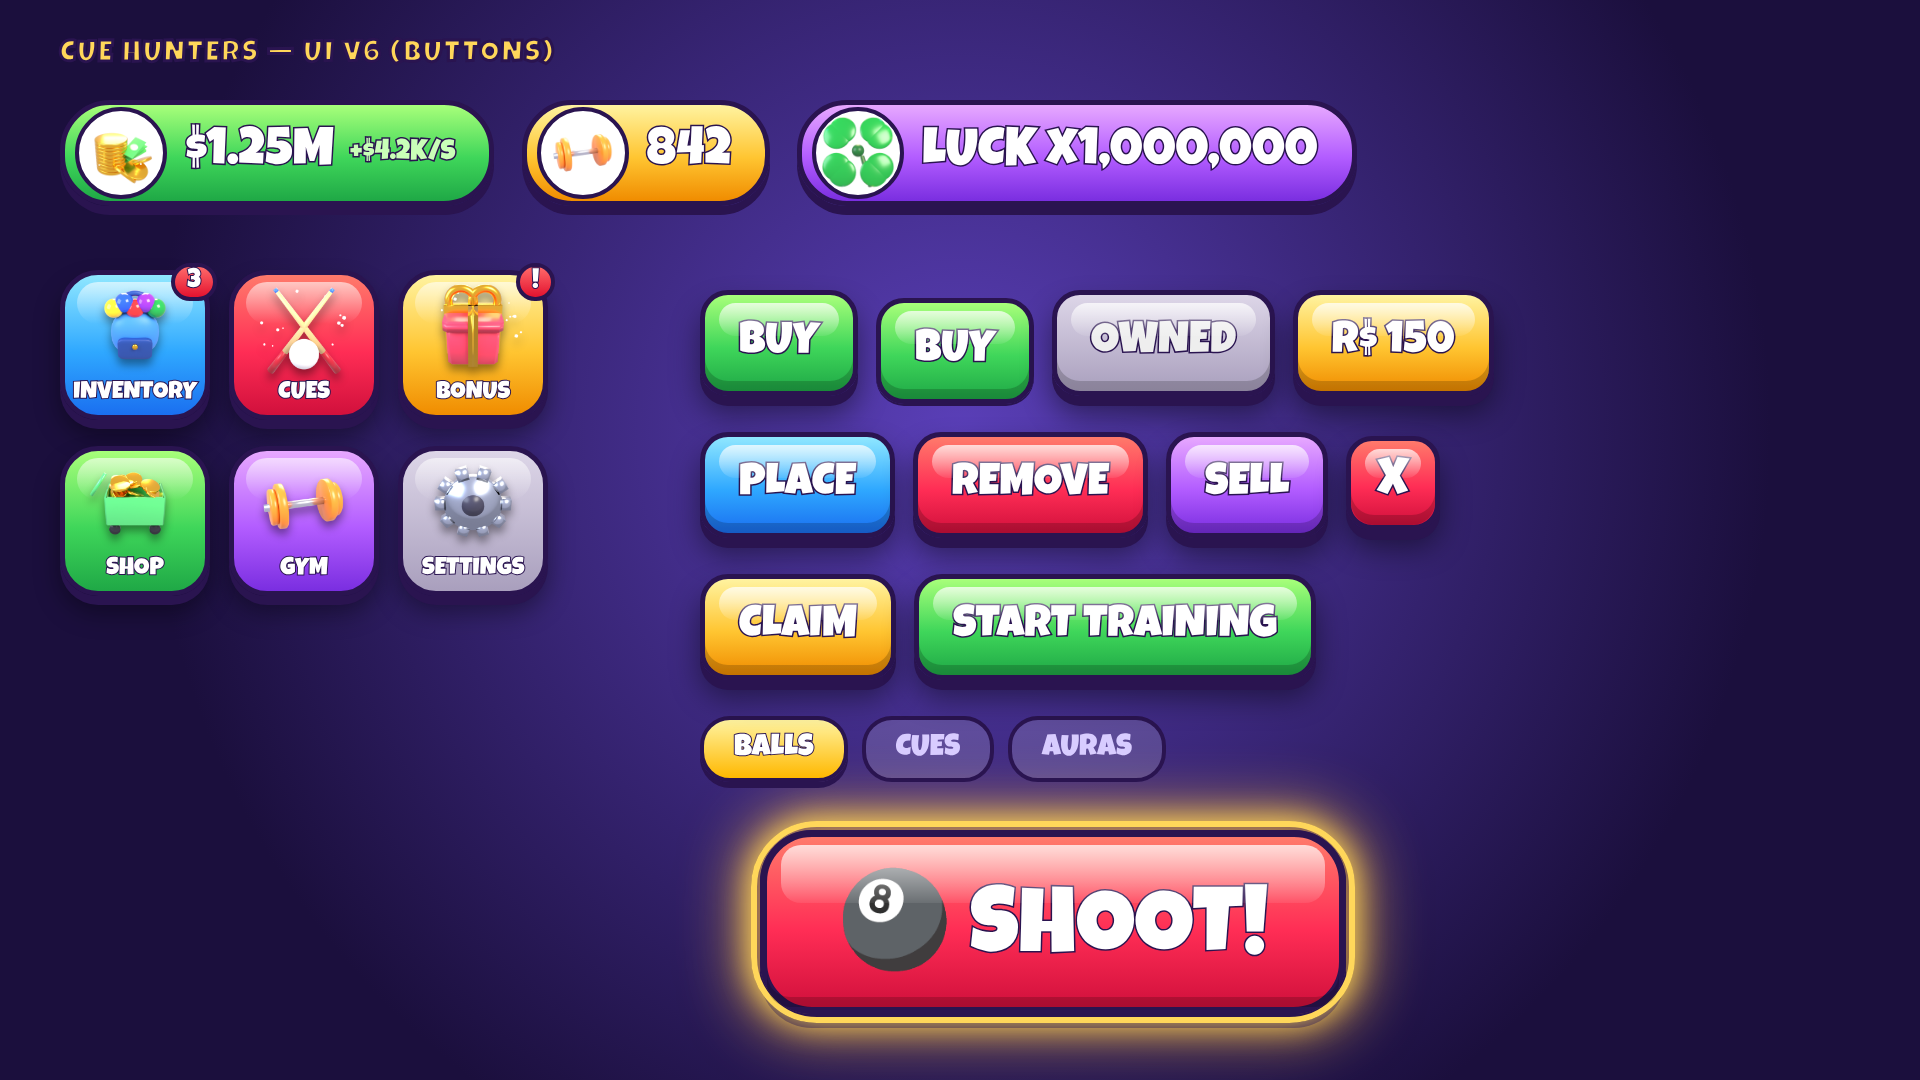 CUE HUNTERS — UI V6 (BUTTONS)
$1.25M +$4.2K/S
842
LUCK X1,000,000
3
!
INVENTORY
CUES
BONUS
SHOP
GYM
SETTINGS
BUY
BUY
OWNED
R$ 150
PLACE
REMOVE
SELL
X
CLAIM
START TRAINING
BALLS
CUES
AURAS
8
SHOOT!